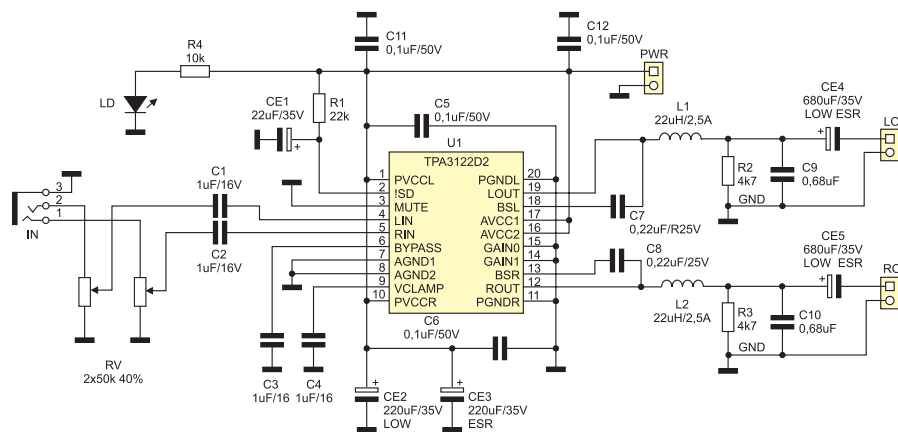 C11
0,1uF/50V
C12
0,1uF/50V
PWR
R4
10k
LD
CE1
22uF/35V
R1
22k
C5
0,1uF/50V
U1
TPA3122D2
L1
22uH/2,5A
CE4
680uF/35V
LOW ESR
LO
R2
4k7
C9
0,68uF
GND
C7
0,22uF/R25V
C8
0,22uF/25V
CE5
680uF/35V
LOW ESR
RO
L2
22uH/2,5A
R3
4k7
C10
0,68uF
GND
3
2
1
IN
C1
1uF/16V
C2
1uF/16V
RV
2x50k 40%
1 PVCCL PGNDL 20
2 !SD LOUT 19
3 MUTE BSL 18
4 LIN AVCC1 17
5 RIN AVCC2 16
6 BYPASS GAIN0 15
7 AGND1 GAIN1 14
8 AGND2 BSR 13
9 VCLAMP ROUT 12
10 PVCCR PGNDR 11
C6
0,1uF/50V
C3
1uF/16
C4
1uF/16
CE2
220uF/35V
LOW
CE3
220uF/35V
ESR